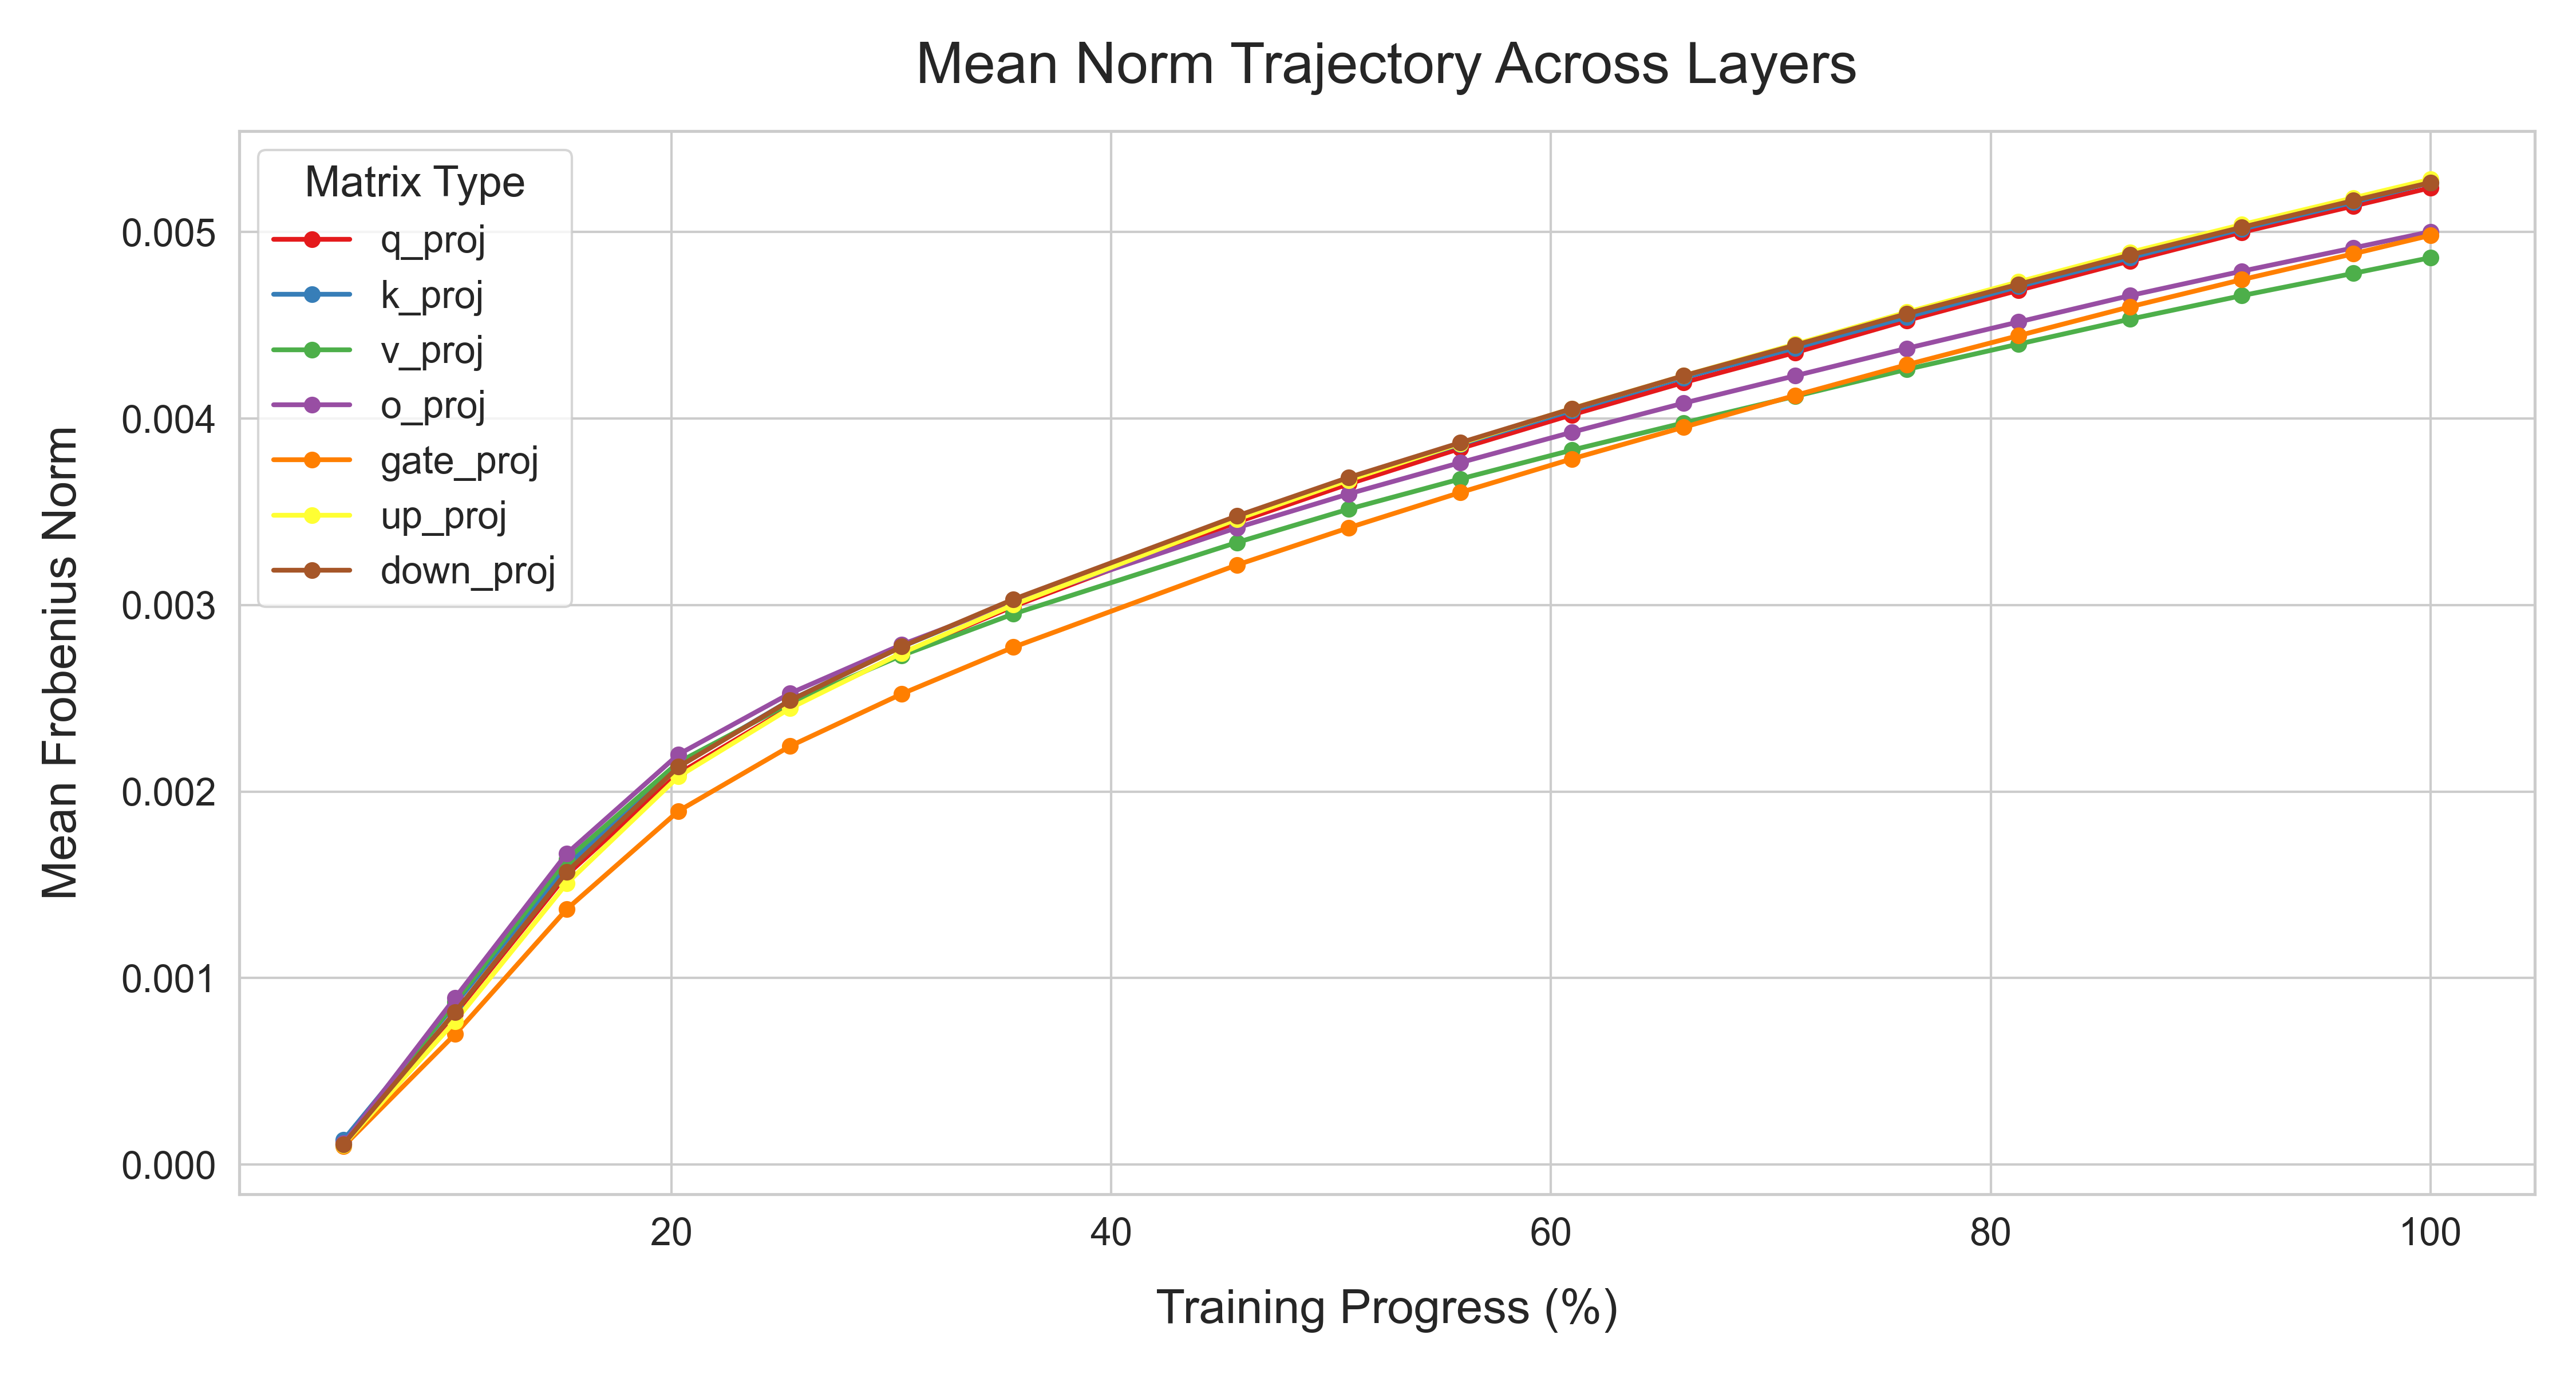 Mean Norm Trajectory Across Layers
Matrix Type
q_proj
k_proj
v_proj
o_proj
gate_proj
up_proj
down_proj
Mean Frobenius Norm
0.005
0.004
0.003
0.002
0.001
0.000
20 40 60 80 100
Training Progress (%)